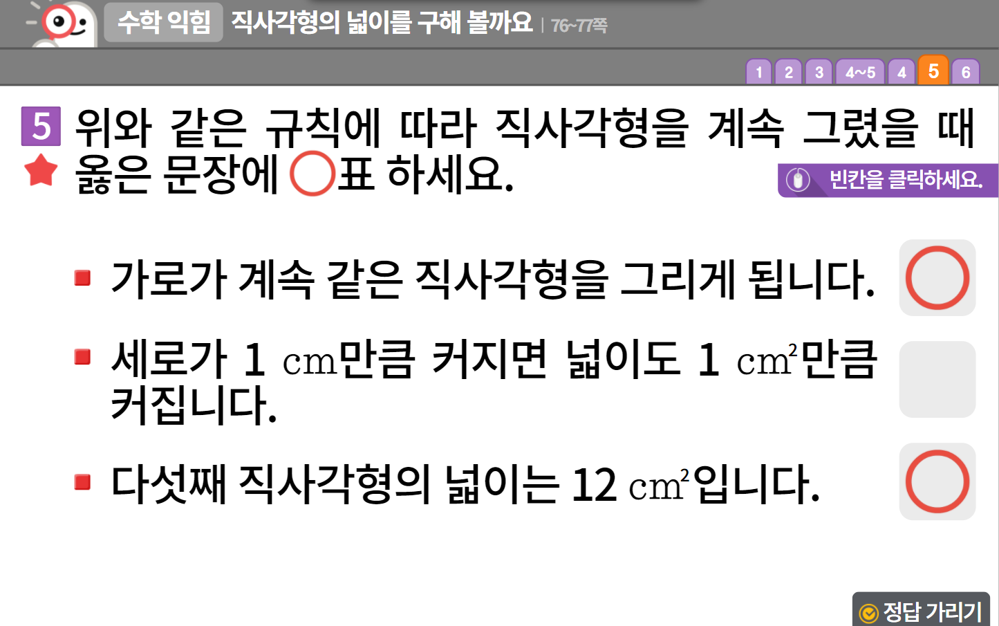 수학 익힘 직사각형의 넓이를 구해 볼까요 | 76~77쪽
1 2 3 4~5 4 5 6
5 위와 같은 규칙에 따라 직사각형을 계속 그렸을 때
옳은 문장에 ○표 하세요.
빈칸을 클릭하세요.
가로가 계속 같은 직사각형을 그리게 됩니다.
세로가 1 cm만큼 커지면 넓이도 1 cm²만큼
커집니다.
다섯째 직사각형의 넓이는 12 cm²입니다.
정답 가리기